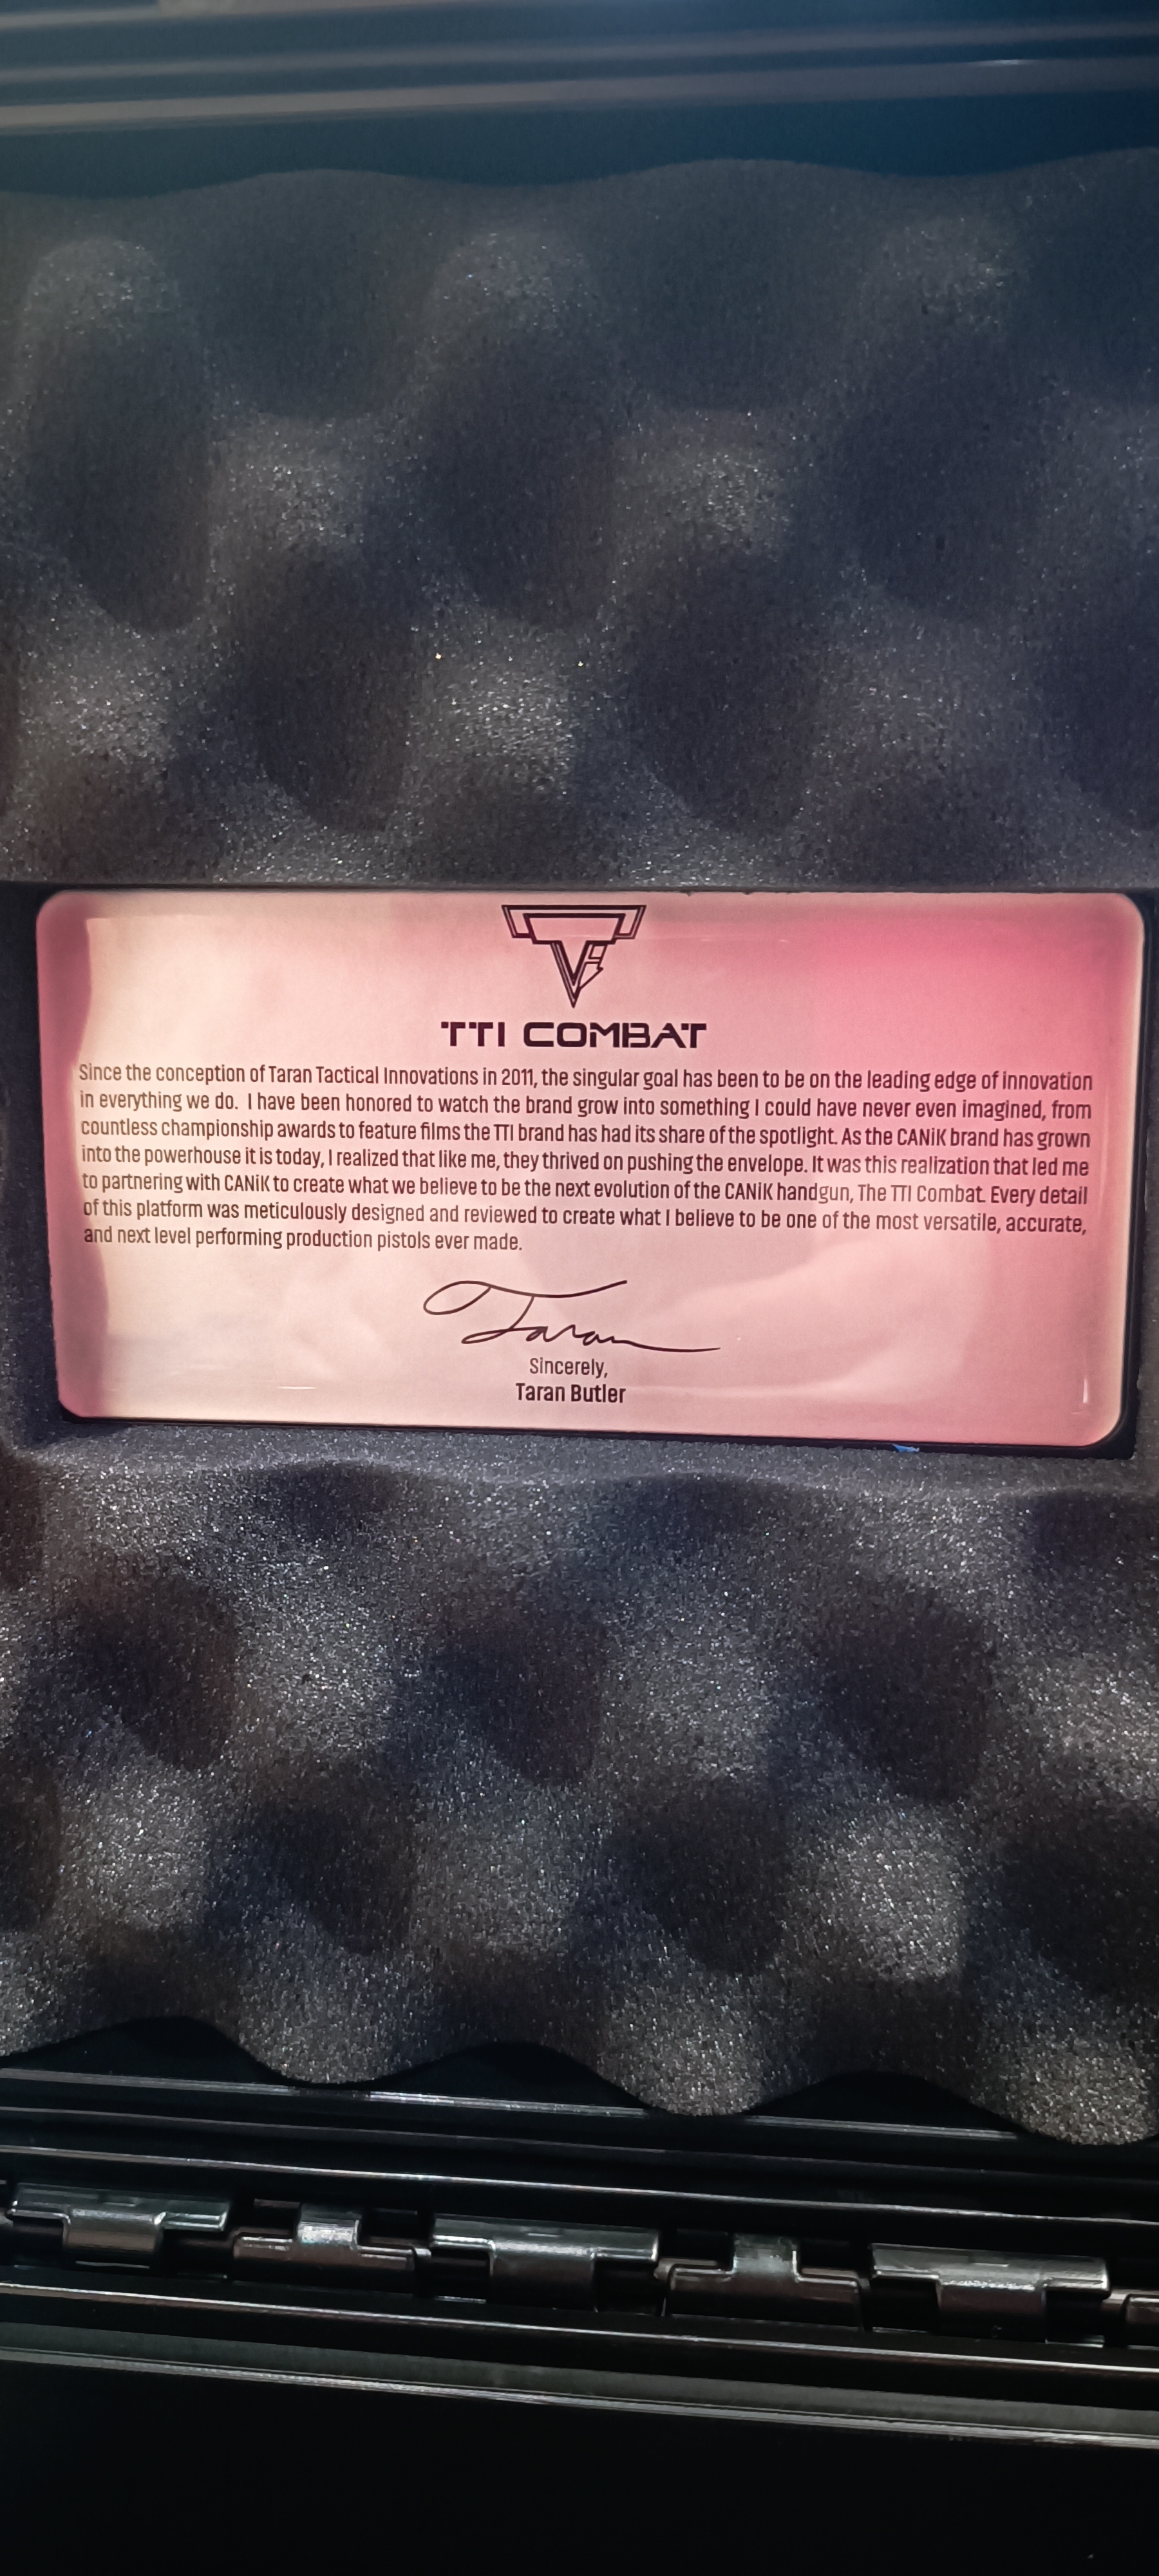 TTI COMBAT
Since the conception of Taran Tactical Innovations in 2011, the singular goal has been to be on the leading edge of innovation
in everything we do. I have been honored to watch the brand grow into something I could have never even imagined, from
countless championship awards to feature films the TTI brand has had its share of the spotlight. As the CANiK brand has grown
into the powerhouse it is today, I realized that like me, they thrived on pushing the envelope. It was this realization that led me
to partnering with CANiK to create what we believe to be the next evolution of the CANiK handgun, The TTI Combat. Every detail
of this platform was meticulously designed and reviewed to create what I believe to be one of the most versatile, accurate,
and next level performing production pistols ever made.
Taran
Sincerely,
Taran Butler